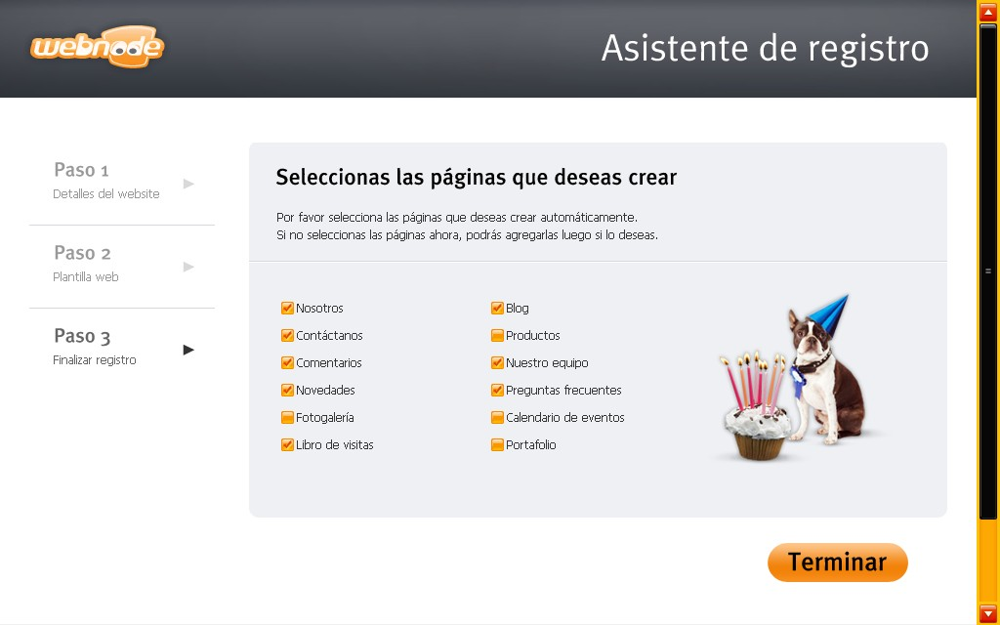 webnode
Asistente de registro
Paso 1
Detalles del website
Paso 2
Plantilla web
Paso 3
Finalizar registro
Seleccionas las páginas que deseas crear
Por favor selecciona las páginas que deseas crear automáticamente.
Si no seleccionas las páginas ahora, podrás agregarlas luego si lo deseas.
Nosotros
Contáctanos
Comentarios
Novedades
Fotogalería
Libro de visitas
Blog
Productos
Nuestro equipo
Preguntas frecuentes
Calendario de eventos
Portafolio
Terminar